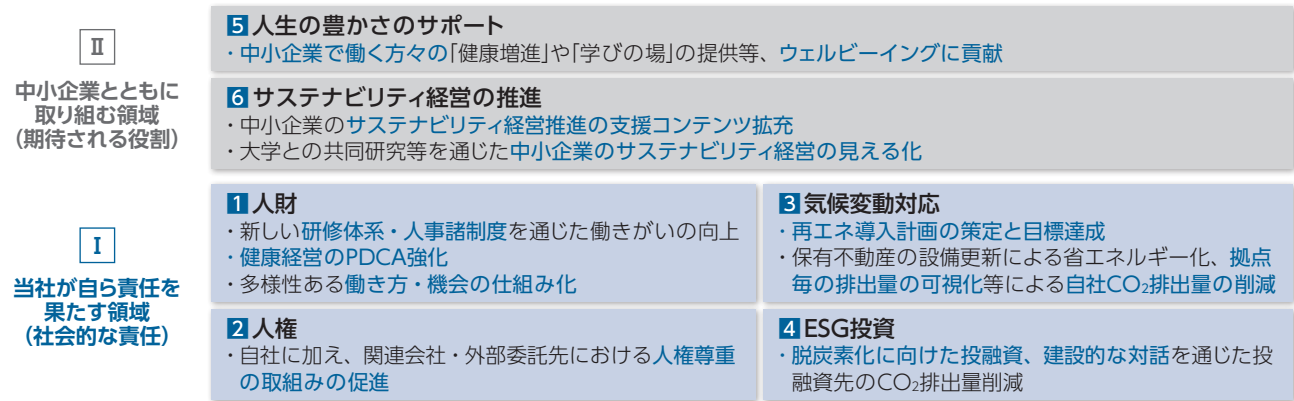 Ⅱ
中小企業とともに
取り組む領域
(期待される役割)
5 人生の豊かさのサポート
・中小企業で働く方々の「健康増進」や「学びの場」の提供等、ウェルビーイングに貢献
6 サステナビリティ経営の推進
・中小企業のサステナビリティ経営推進の支援コンテンツ拡充
・大学との共同研究等を通じた中小企業のサステナビリティ経営の見える化
Ⅰ
当社が自ら責任を
果たす領域
(社会的な責任)
1 人財
・新しい研修体系・人事諸制度を通じた働きがいの向上
・健康経営のPDCA強化
・多様性ある働き方・機会の仕組み化
2 人権
・自社に加え、関連会社・外部委託先における人権尊重
の取組みの促進
3 気候変動対応
・再エネ導入計画の策定と目標達成
・保有不動産の設備更新による省エネルギー化、拠点
毎の排出量の可視化等による自社CO₂排出量の削減
4 ESG投資
・脱炭素化に向けた投融資、建設的な対話を通じた投
融資先のCO₂排出量削減